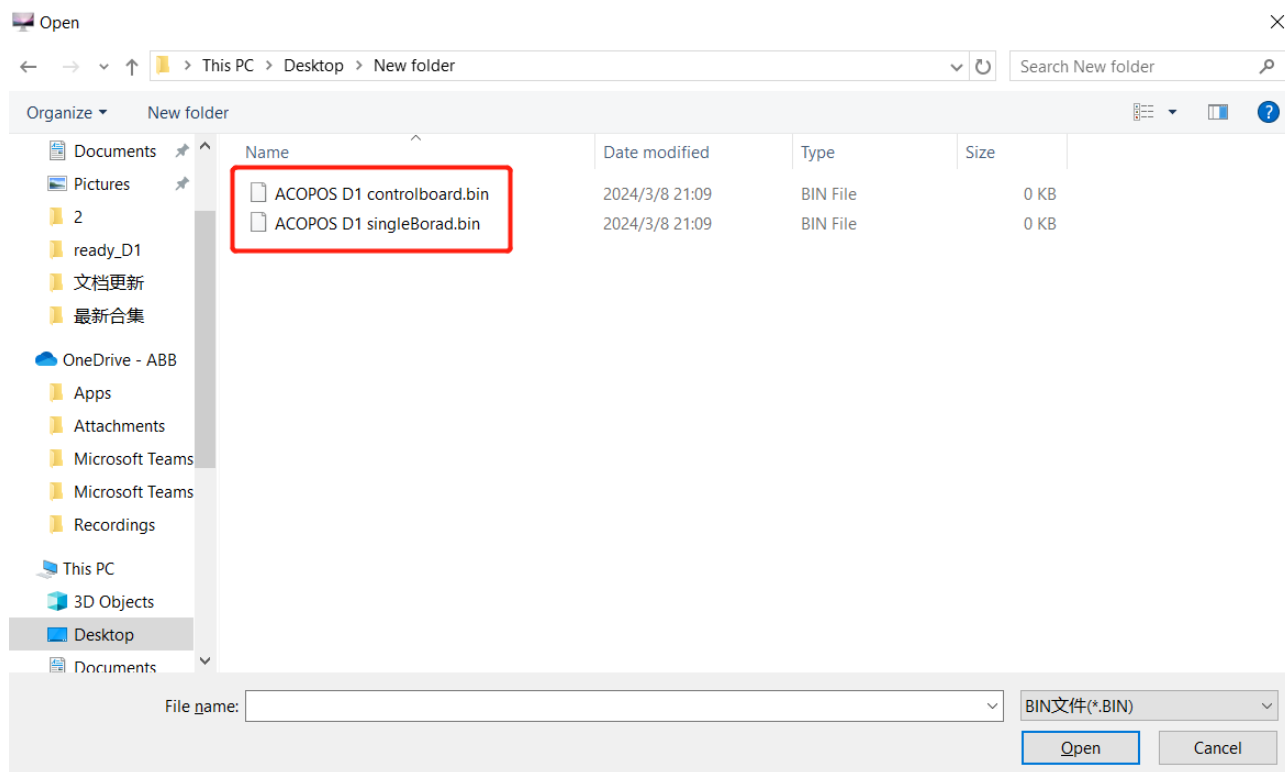 Open
This PC > Desktop > New folder
Search New folder
Organize
New folder
?
Name
Date modified
Type
Size
ACOPOS D1 controlboard.bin
2024/3/8 21:09
BIN File
0 KB
ACOPOS D1 singleBorad.bin
2024/3/8 21:09
BIN File
0 KB
Documents
Pictures
2
ready_D1
文档更新
最新合集
OneDrive - ABB
Apps
Attachments
Microsoft Teams
Microsoft Teams
Recordings
This PC
3D Objects
Desktop
Documents
File name:
BIN文件(*.BIN)
Open
Cancel